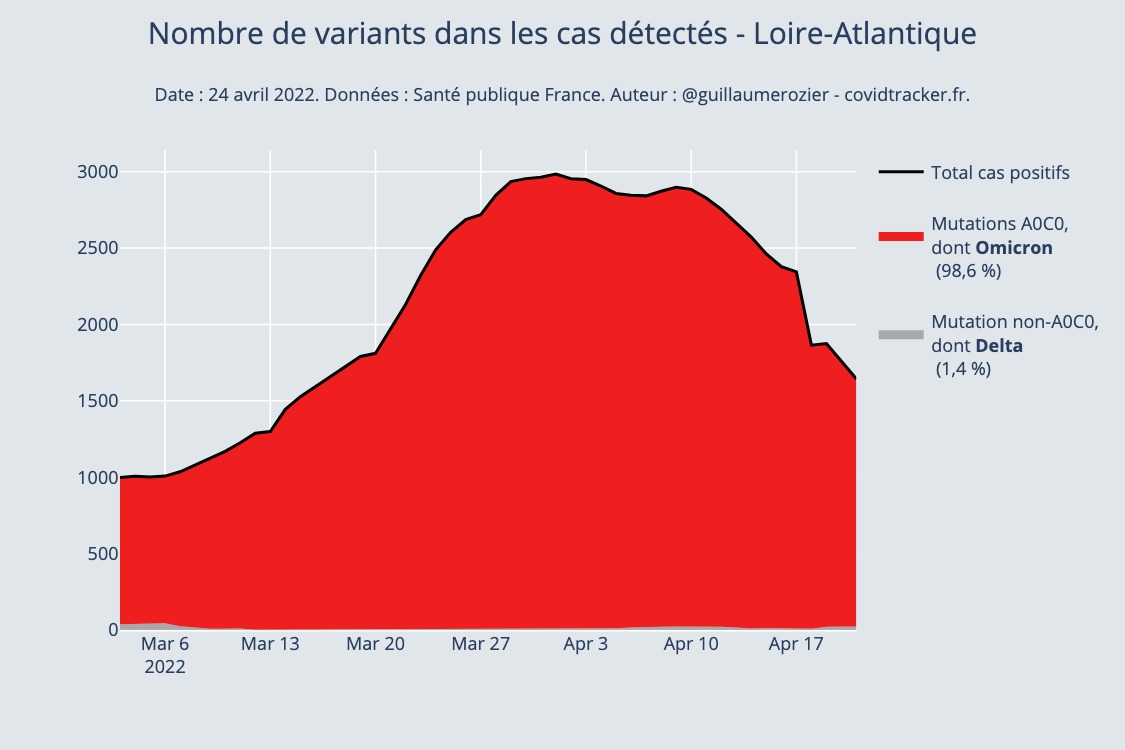 Nombre de variants dans les cas détectés - Loire-Atlantique
Date : 24 avril 2022. Données : Santé publique France. Auteur : @guillaumerozier - covidtracker.fr.
3000
2500
2000
1500
1000
500
0
Mar 6
2022
Mar 13
Mar 20
Mar 27
Apr 3
Apr 10
Apr 17
Total cas positifs
Mutations A0C0,
dont Omicron
(98,6 %)
Mutation non-A0C0,
dont Delta
(1,4 %)